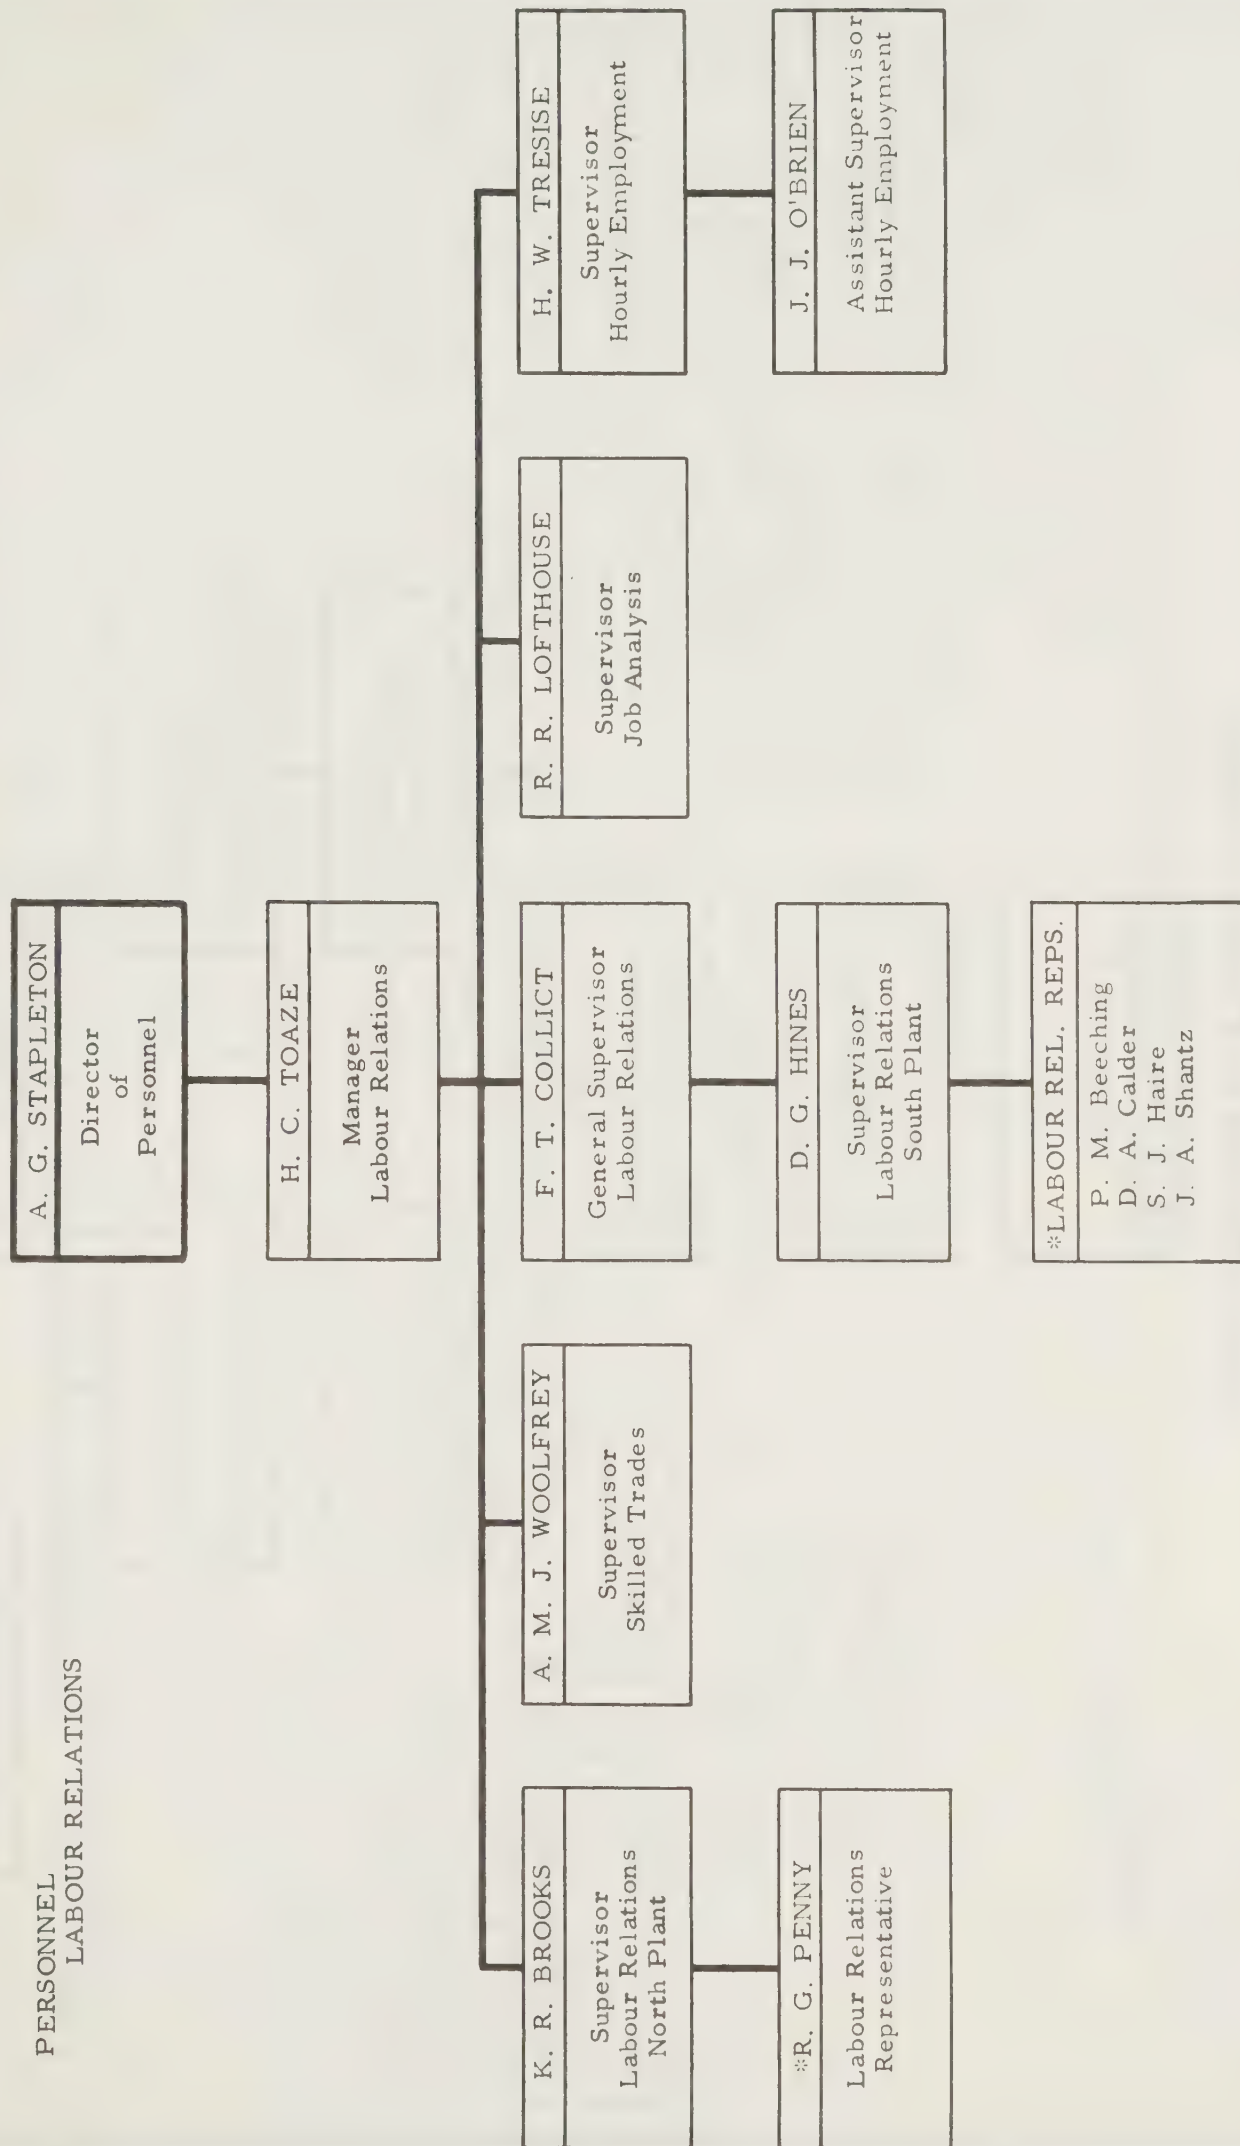 PERSONNEL
LABOUR RELATIONS
A. G. STAPLETON
Director
of
Personnel
H. C. TOAZE
Manager
Labour Relations
K. R. BROOKS
Supervisor
Labour Relations
North Plant
A. M. J. WOOLFREY
Supervisor
Skilled Trades
F. T. COLLICT
General Supervisor
Labour Relations
R. R. LOFTHOUSE
Supervisor
Job Analysis
H. W. TRESISE
Supervisor
Hourly Employment
*R. G. PENNY
Labour Relations
Representative
D. G. HINES
Supervisor
Labour Relations
South Plant
J. J. O'BRIEN
Assistant Supervisor
Hourly Employment
*LABOUR REL. REPS.
P. M. Beeching
D. A. Calder
S. J. Haire
J. A. Shantz